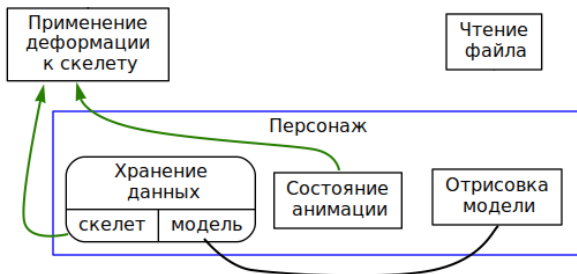 Применение
деформации
к скелету
Чтение
файла
Персонаж
Хранение
данных
скелет
модель
Состояние
анимации
Отрисовка
модели